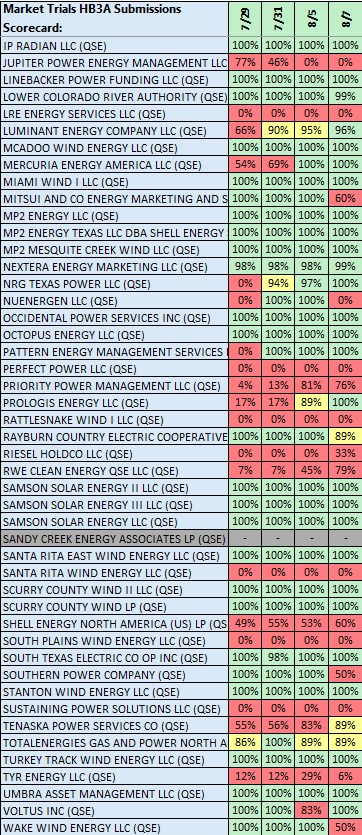 Market Trials HB3A Submissions
Scorecard: 7/29 7/31 8/5 8/7
IP RADIAN LLC (QSE) 100% 100% 100% 100%
JUPITER POWER ENERGY MANAGEMENT LLC 77% 46% 0% 0%
LINEBACKER POWER FUNDING LLC (QSE) 100% 100% 100% 100%
LOWER COLORADO RIVER AUTHORITY (QSE) 100% 100% 100% 99%
LRE ENERGY SERVICES LLC (QSE) 0% 0% 0% 0%
LUMINANT ENERGY COMPANY LLC (QSE) 66% 90% 95% 96%
MCADOO WIND ENERGY LLC (QSE) 100% 100% 100% 100%
MERCURIA ENERGY AMERICA LLC (QSE) 54% 69% 100% 100%
MIAMI WIND I LLC (QSE) 100% 100% 100% 100%
MITSUI AND CO ENERGY MARKETING AND S 100% 100% 100% 60%
MP2 ENERGY LLC (QSE) 100% 100% 100% 100%
MP2 ENERGY TEXAS LLC DBA SHELL ENERGY 100% 100% 100% 100%
MP2 MESQUITE CREEK WIND LLC (QSE) 100% 100% 100% 100%
NEXTERA ENERGY MARKETING LLC (QSE) 98% 98% 98% 99%
NRG TEXAS POWER LLC (QSE) 0% 94% 97% 100%
NUENERGEN LLC (QSE) 0% 100% 100% 0%
OCCIDENTAL POWER SERVICES INC (QSE) 100% 100% 100% 100%
OCTOPUS ENERGY LLC (QSE) 100% 100% 100% 100%
PATTERN ENERGY MANAGEMENT SERVICES 0% 100% 100% 100%
PERFECT POWER LLC (QSE) 0% 0% 0% 0%
PRIORITY POWER MANAGEMENT LLC (QSE) 4% 13% 81% 76%
PROLOGIS ENERGY LLC (QSE) 17% 17% 89% 100%
RATTLESNAKE WIND I LLC (QSE) 0% 0% 0% 0%
RAYBURN COUNTRY ELECTRIC COOPERATIVE 100% 100% 100% 89%
RIESEL HOLDCO LLC (QSE) 0% 0% 0% 33%
RWE CLEAN ENERGY QSE LLC (QSE) 7% 7% 45% 79%
SAMSON SOLAR ENERGY II LLC (QSE) 100% 100% 100% 100%
SAMSON SOLAR ENERGY III LLC (QSE) 100% 100% 100% 100%
SAMSON SOLAR ENERGY LLC (QSE) 100% 100% 100% 100%
SANDY CREEK ENERGY ASSOCIATES LP (QSE) - - - -
SANTA RITA EAST WIND ENERGY LLC (QSE) 100% 100% 100% 100%
SANTA RITA WIND ENERGY LLC (QSE) 0% 0% 0% 0%
SCURRY COUNTY WIND II LLC (QSE) 100% 100% 100% 100%
SCURRY COUNTY WIND LP (QSE) 100% 100% 100% 100%
SHELL ENERGY NORTH AMERICA (US) LP (QS 49% 55% 53% 60%
SOUTH PLAINS WIND ENERGY LLC (QSE) 0% 0% 0% 0%
SOUTH TEXAS ELECTRIC CO OP INC (QSE) 100% 98% 100% 100%
SOUTHERN POWER COMPANY (QSE) 100% 100% 100% 50%
STANTON WIND ENERGY LLC (QSE) 100% 100% 100% 100%
SUSTAINING POWER SOLUTIONS LLC (QSE) 0% 0% 0% 0%
TENASKA POWER SERVICES CO (QSE) 55% 56% 83% 89%
TOTALENERGIES GAS AND POWER NORTH A 86% 100% 89% 89%
TURKEY TRACK WIND ENERGY LLC (QSE) 100% 100% 100% 100%
TYR ENERGY LLC (QSE) 12% 12% 29% 6%
UMBRA ASSET MANAGEMENT LLC (QSE) 100% 100% 100% 100%
VOLTUS INC (QSE) 100% 100% 83% 100%
WAKE WIND ENERGY LLC (QSE) 100% 100% 100% 50%